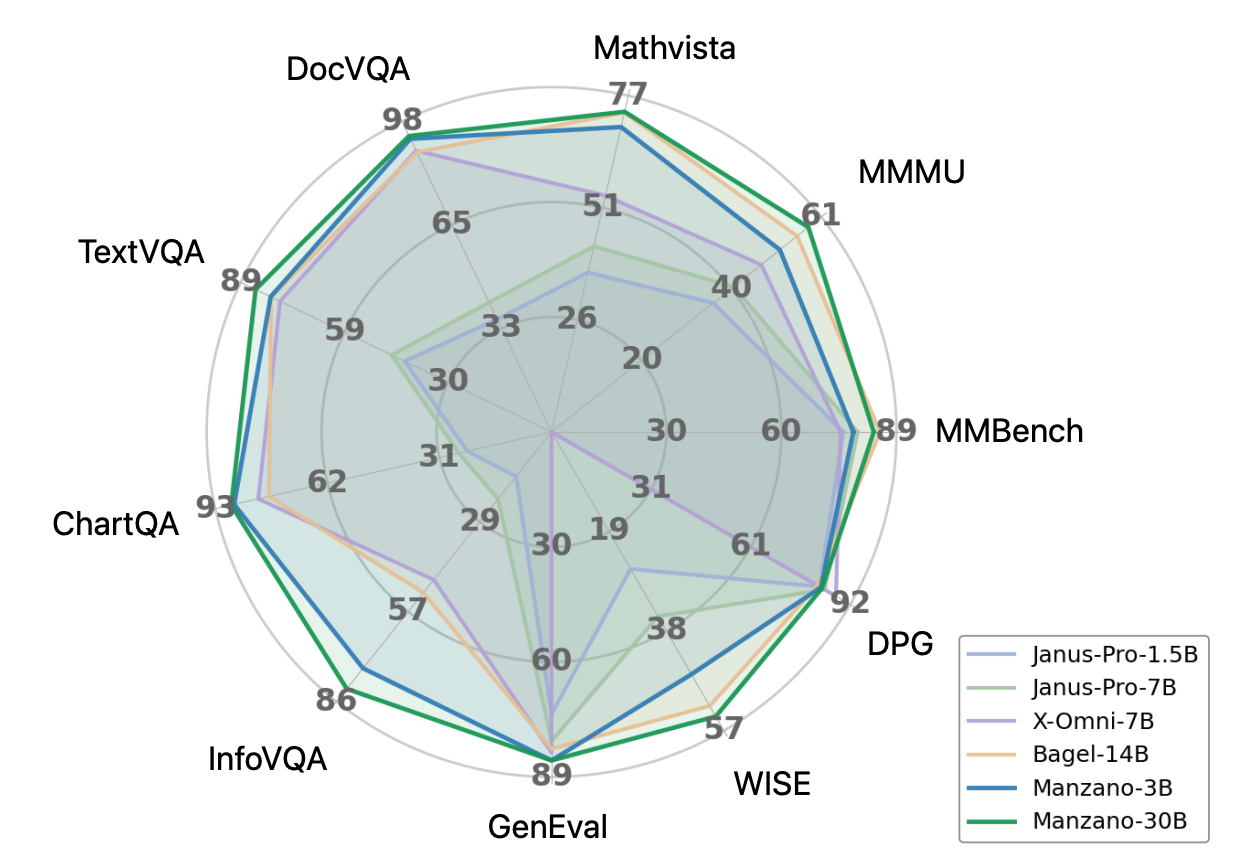 Mathvista
DocVQA
77
98
MMMU
61
65
51
TextVQA
89
40
59
33
26
20
30
MMBench
30
60
89
31
62
31
ChartQA
93
29
19
30
61
57
38
92
DPG
60
86
57
InfoVQA
89
WISE
GenEval
Janus-Pro-1.5B
Janus-Pro-7B
X-Omni-7B
Bagel-14B
Manzano-3B
Manzano-30B